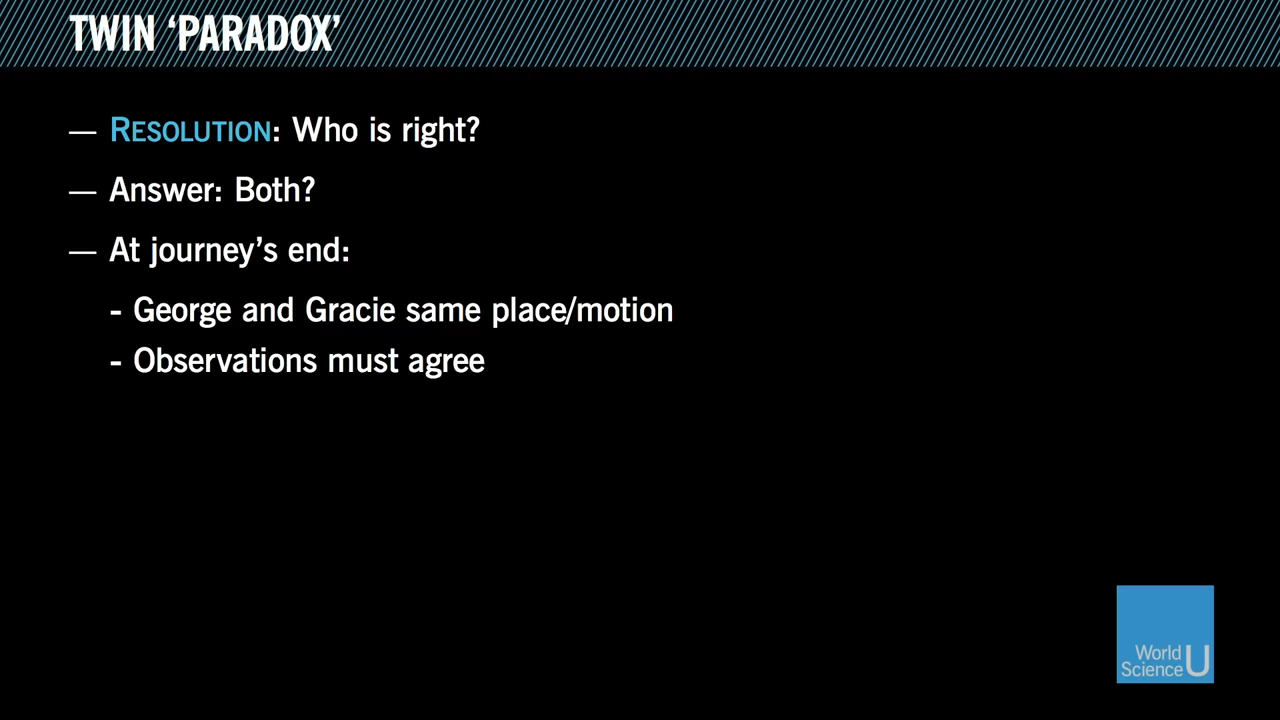 TWIN ‘PARADOX’
— RESOLUTION: Who is right?
— Answer: Both?
— At journey’s end:
- George and Gracie same place/motion
- Observations must agree
World
Science U